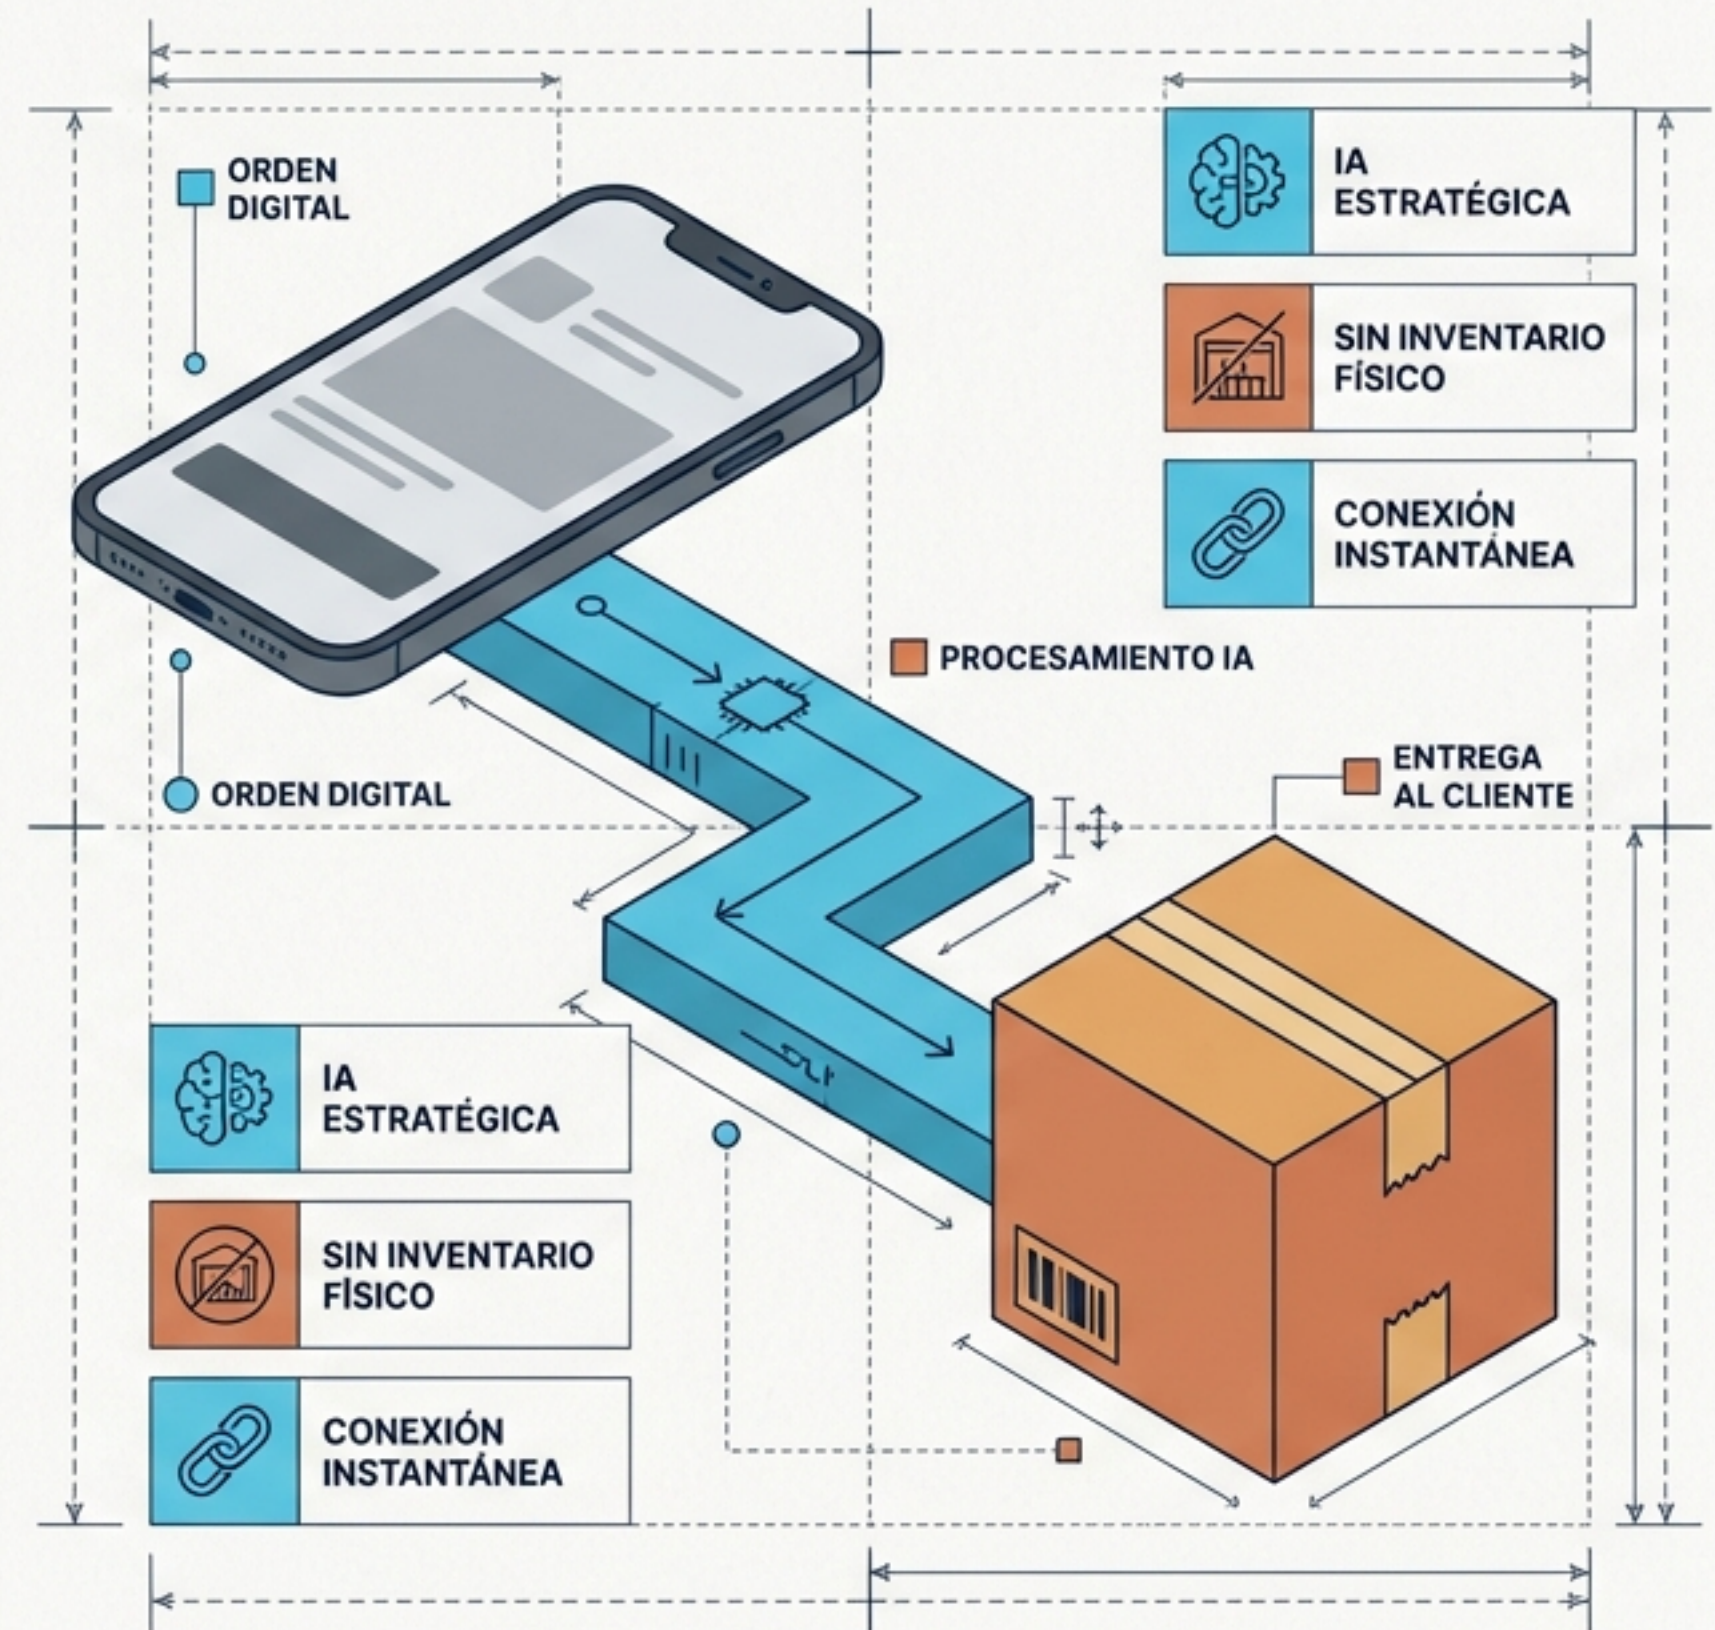 ORDEN
DIGITAL
IA
ESTRATÉGICA
SIN INVENTARIO
FÍSICO
CONEXIÓN
INSTANTÁNEA
PROCESAMIENTO IA
ENTREGA
AL CLIENTE
ORDEN DIGITAL
IA
ESTRATÉGICA
SIN INVENTARIO
FÍSICO
CONEXIÓN
INSTANTÁNEA